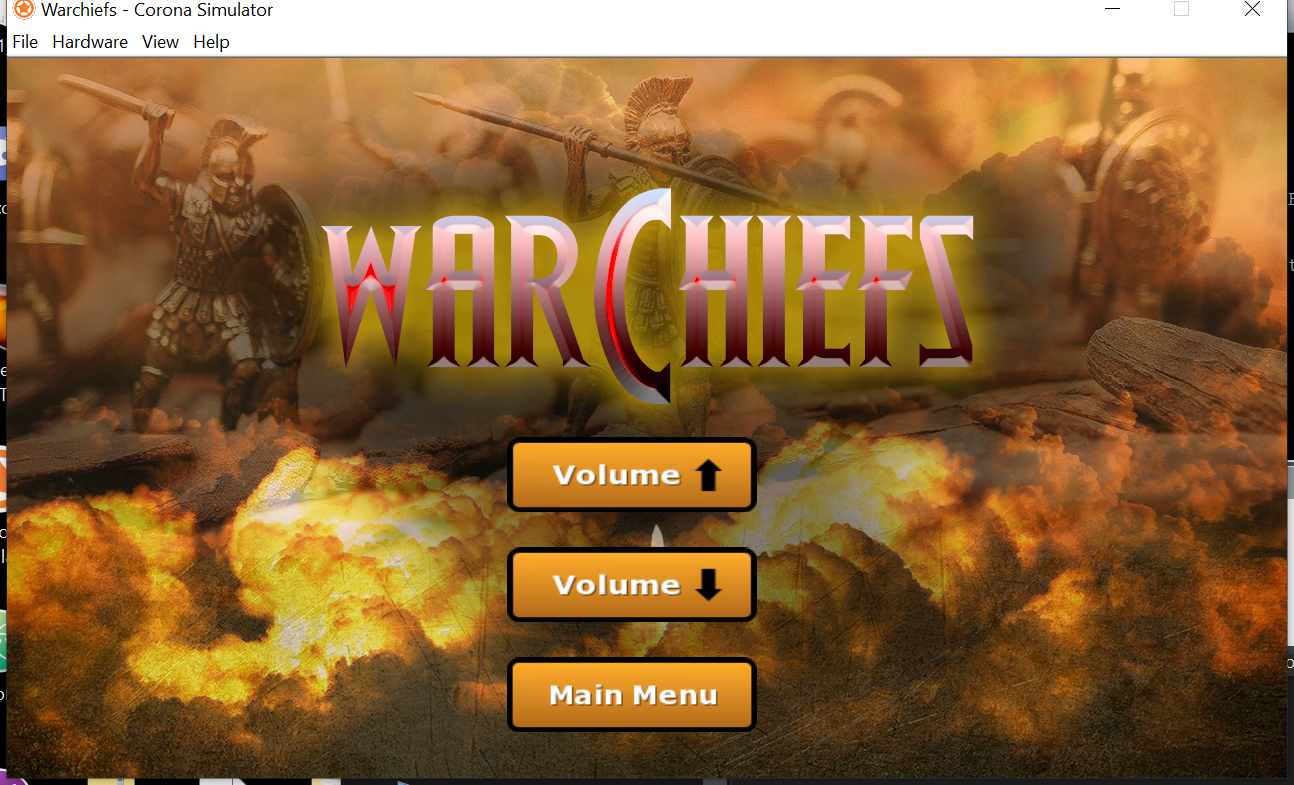 Warchiefs - Corona Simulator
File Hardware View Help
WARCHIEFS
Volume
Volume
Main Menu